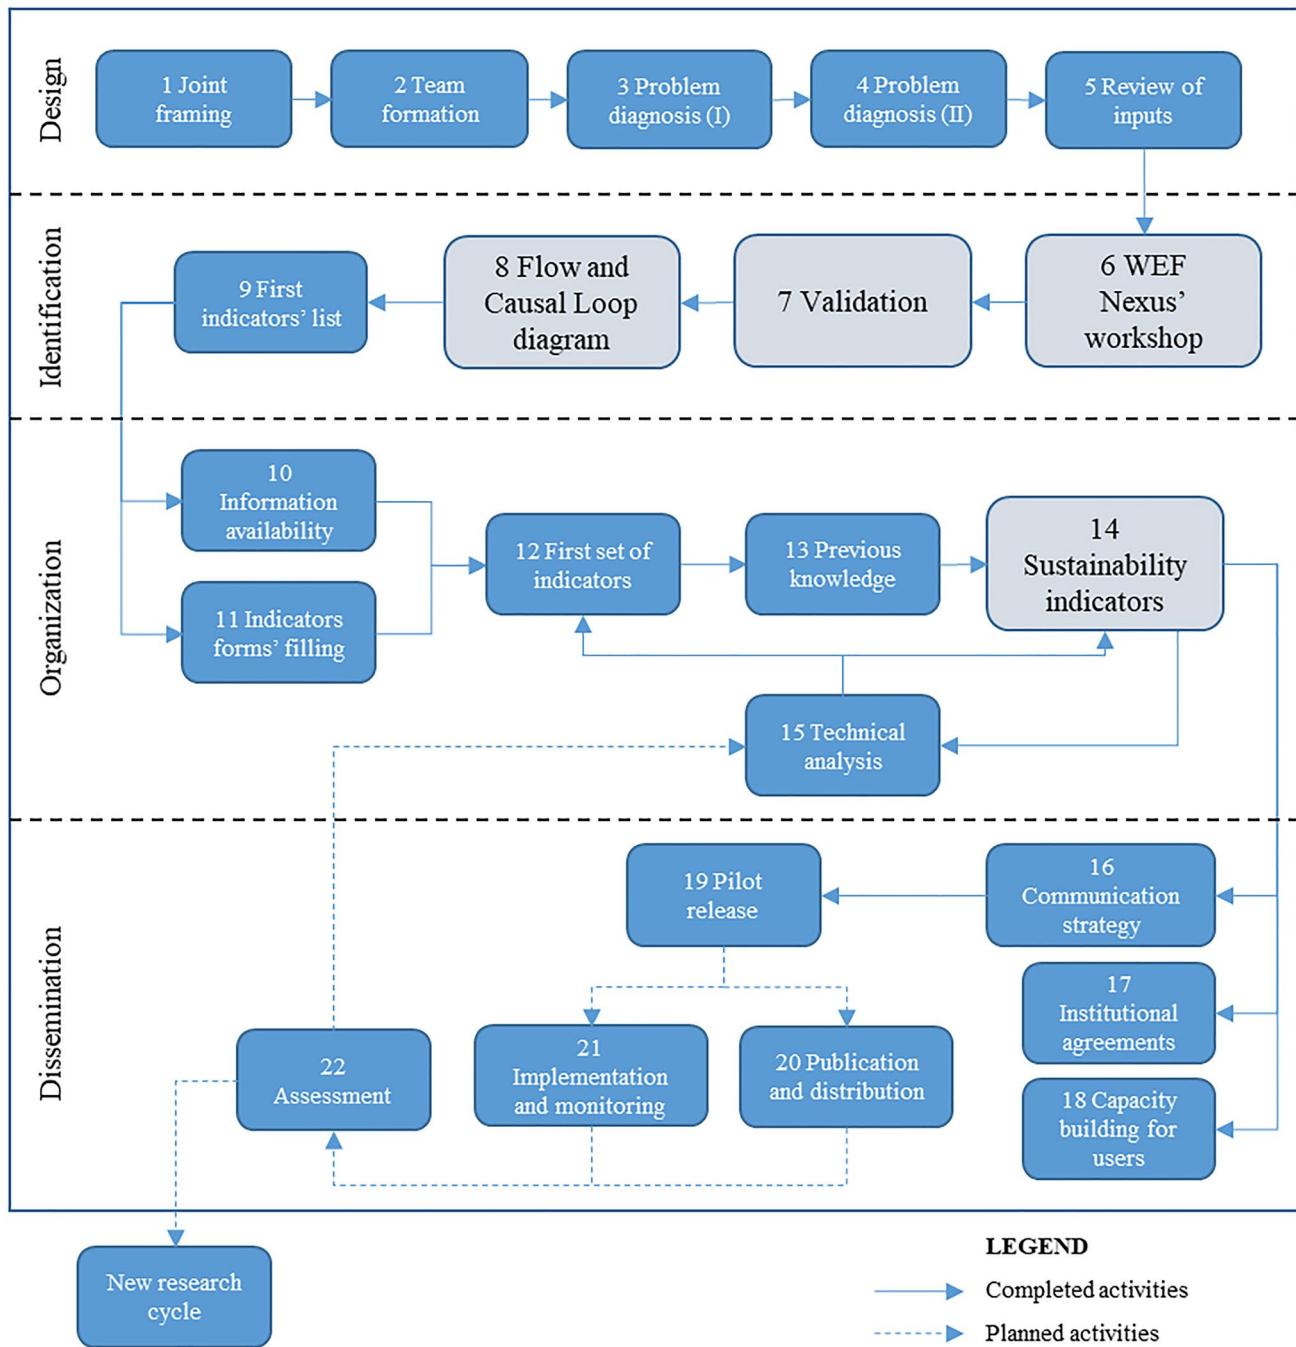 Design
1 Joint
framing
2 Team
formation
3 Problem
diagnosis (I)
4 Problem
diagnosis (II)
5 Review of
inputs
Identification
9 First
indicators’ list
8 Flow and
Causal Loop
diagram
7 Validation
6 WEF
Nexus’
workshop
Organization
10
Information
availability
11 Indicators
forms’ filling
12 First set of
indicators
13 Previous
knowledge
14
Sustainability
indicators
15 Technical
analysis
Dissemination
19 Pilot
release
16
Communication
strategy
17
Institutional
agreements
18 Capacity
building for
users
22
Assessment
21
Implementation
and monitoring
20 Publication
and distribution
New research
cycle
LEGEND
Completed activities
Planned activities